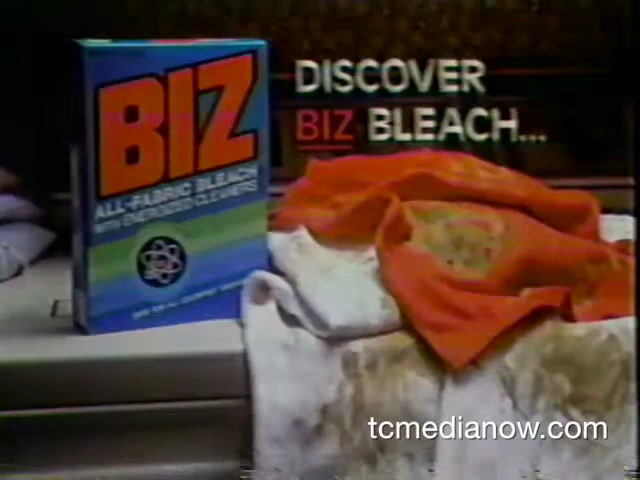 BIZ
ALL-FABRIC BLEACH
WITH ENERGIZED CLEANERS
DISCOVER
BIZ BLEACH...
tcmedianow.com